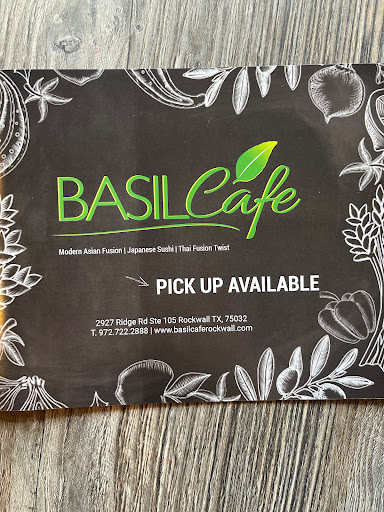 BASIL Cafe
Modern Asian Fusion | Japanese Sushi | Thai Fusion Twist
PICK UP AVAILABLE
2927 Ridge Rd Ste 105 Rockwall TX, 75032
T. 972.722.2888 | www.basilcaferockwall.com